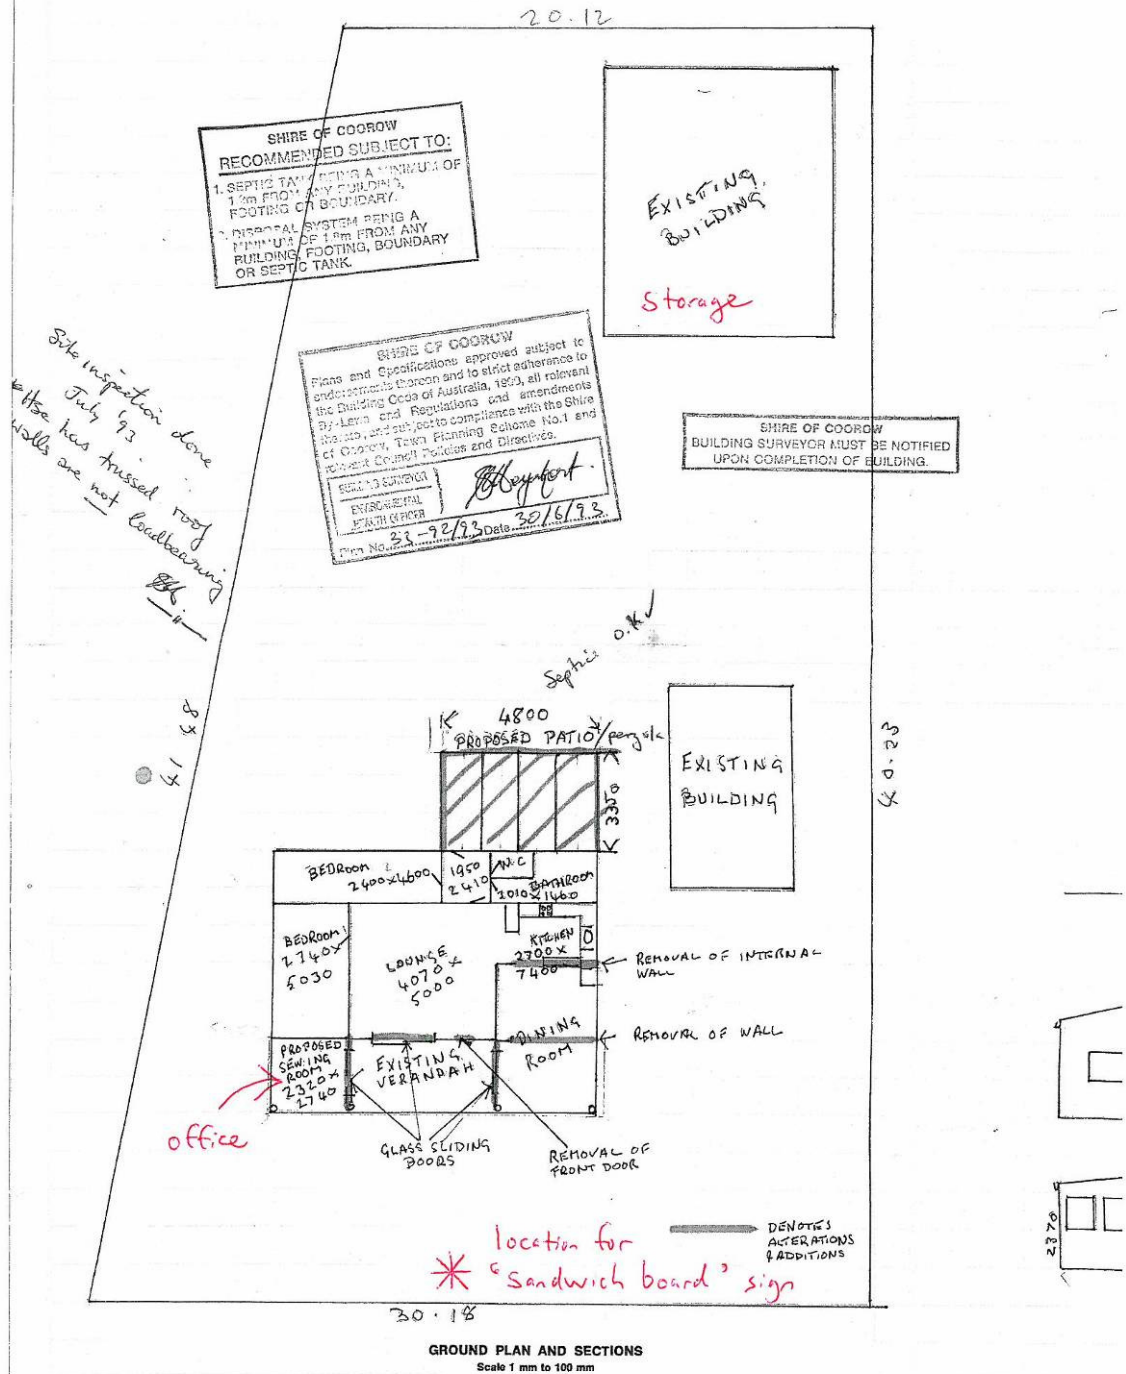 20.12
SHIRE OF COOROW
RECOMMENDED SUBJECT TO:
1. SEPTIC TANK BEING A MINIMUM OF
FROM ANY BUILDING,
FOOTING OR BOUNDARY.
2. DISPOSAL SYSTEM BEING A
MINIMUM OF FROM ANY
BUILDING, FOOTING, BOUNDARY
OR SEPTIC TANK.
EXISTING
BUILDING
Storage
SHIRE OF COOROW
Plans and Specifications approved subject to
endorsements thereon and to strict adherence to
the Building Code of Australia, 1990, all relevant
By-Laws and Regulations and amendments
thereto, and subject to compliance with the Shire
of Coorow, Town Planning Scheme No.1 and
relevant Council Policies and Directives.
BUILDING SURVEYOR
ENVIRONMENTAL
HEALTH OFFICER
Plan No. 33-92/93 Date 30/6/93
SHIRE OF COOROW
BUILDING SURVEYOR MUST BE NOTIFIED
UPON COMPLETION OF BUILDING.
Site inspection done
July '93
has trussed roof
walls are not loadbearing
Septic O.K
41.48
40.23
4800
PROPOSED PATIO/pergola
3350
EXISTING
BUILDING
BEDROOM
2400x4600
1950
2410
W.C
BATHROOM
2010x1460
BEDROOM
2740x
5030
LOUNGE
4070x
5000
KITCHEN
2700x
7400
REMOVAL OF INTERNAL
WALL
REMOVAL OF WALL
DINING
ROOM
PROPOSED
SEWING
ROOM
2320x
2740
EXISTING
VERANDAH
office
GLASS SLIDING
DOORS
REMOVAL OF
FRONT DOOR
location for
'Sandwich board' sign
DENOTES
ALTERATIONS
& ADDITIONS
2370
30.18
GROUND PLAN AND SECTIONS
Scale 1 mm to 100 mm